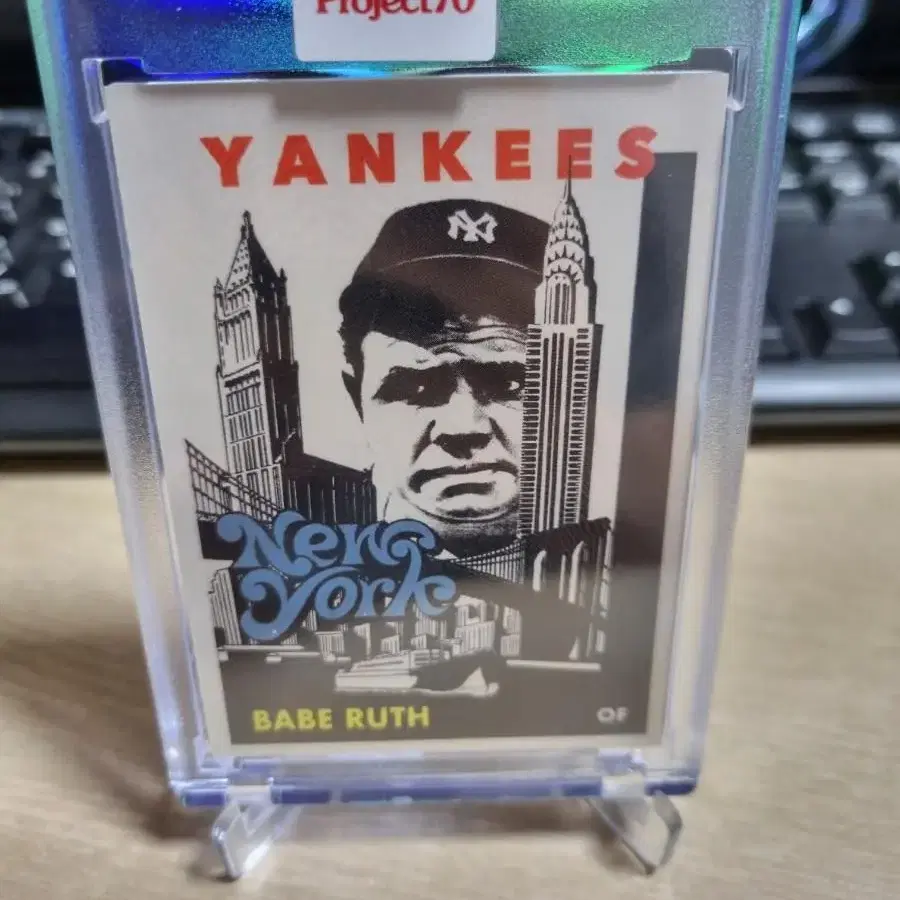 Project70
YANKEES
NY
New
York
BABE RUTH
OF